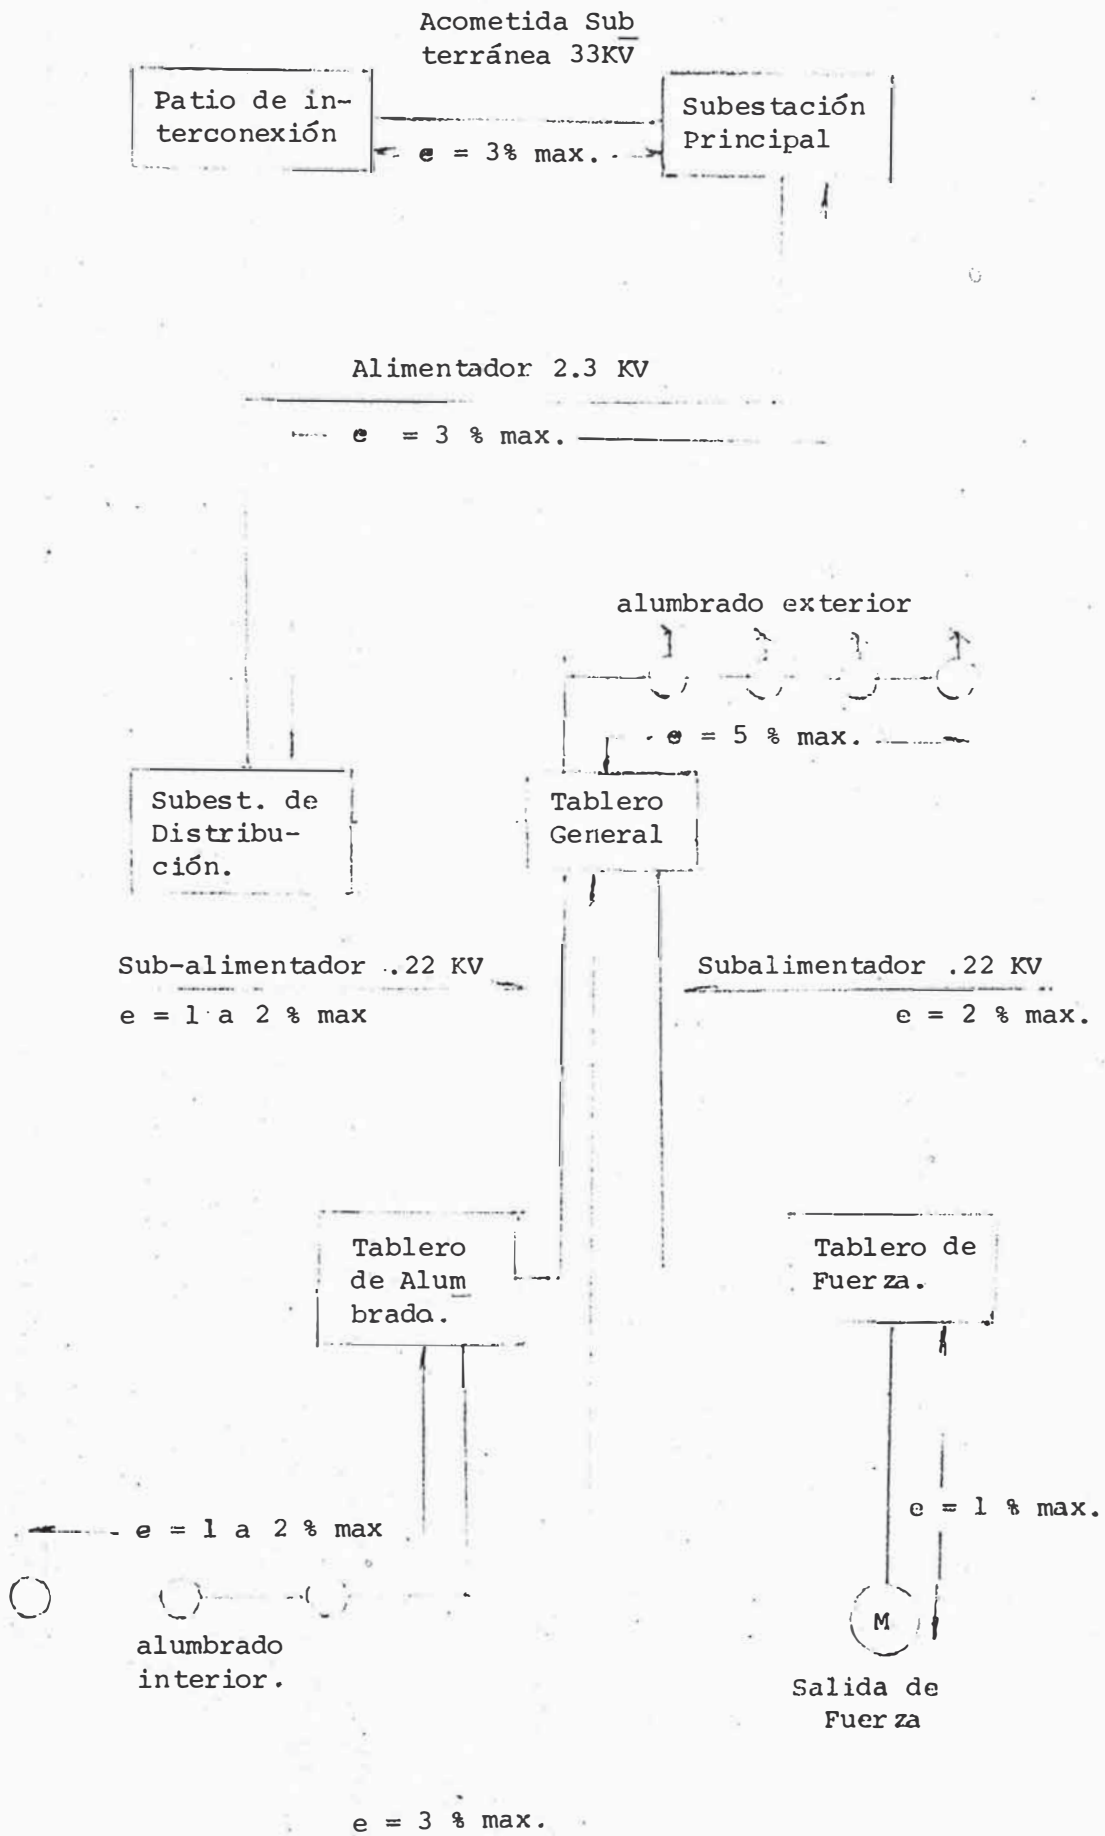 Acometida Sub
terránea 33KV
Patio de in-
terconexión
Subestación
Principal
e = 3% max.
Alimentador 2.3 KV
e = 3 % max.
alumbrado exterior
e = 5 % max.
Subest. de
Distribu-
ción.
Tablero
General
Sub-alimentador .22 KV
e = 1 a 2 % max
Subalimentador .22 KV
e = 2 % max.
Tablero
de Alum
brado.
Tablero de
Fuerza.
e = 1 a 2 % max
e = 1 % max.
M
alumbrado
interior.
Salida de
Fuerza
e = 3 % max.